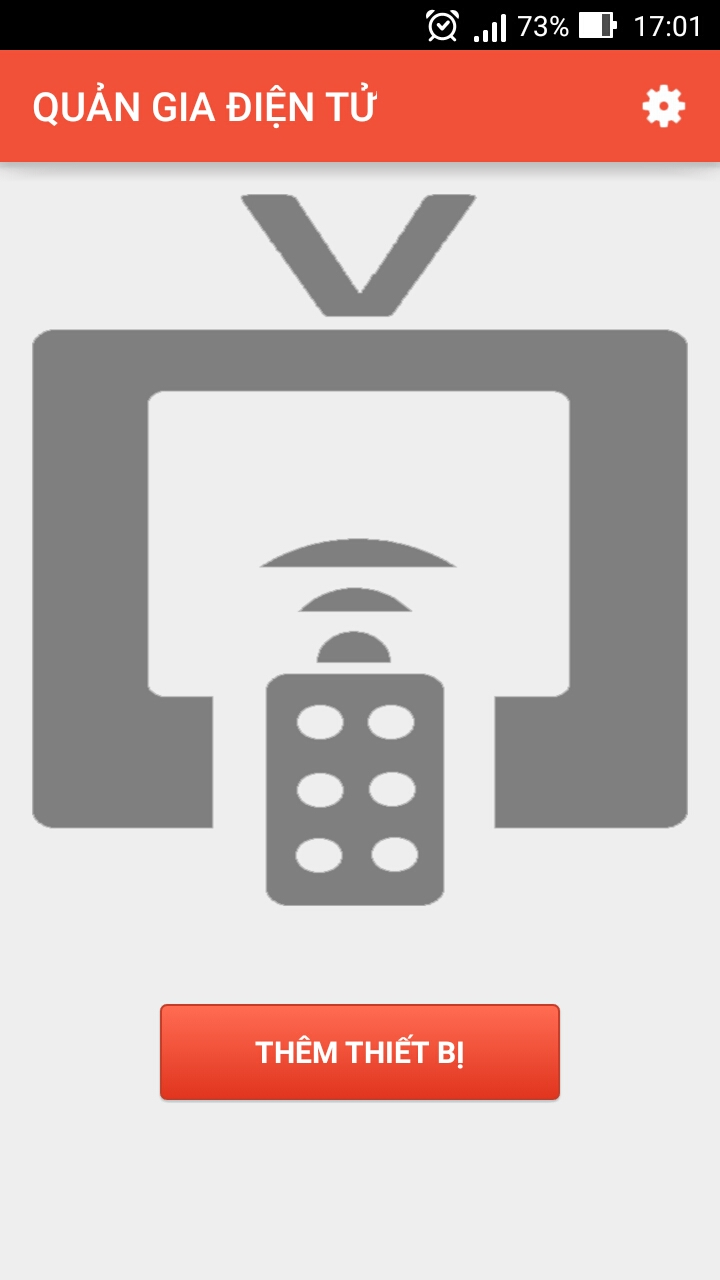 73% 17:01
QUẢN GIA ĐIỆN TỬ
THÊM THIẾT BỊ